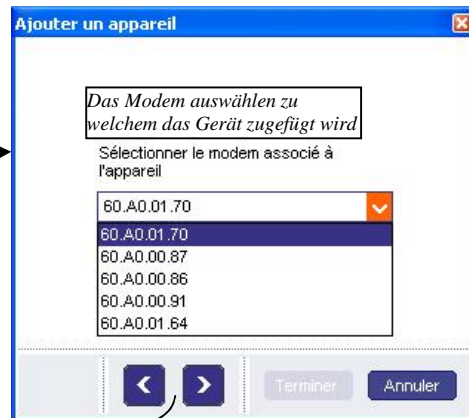 Ajouter un appareil
Das Modem auswählen zu
welchem das Gerät zugefügt wird
Sélectionner le modem associé à
l'appareil
60.A0.01.70
60.A0.01.70
60.A0.00.87
60.A0.00.86
60.A0.00.91
60.A0.01.64
Terminer Annuler